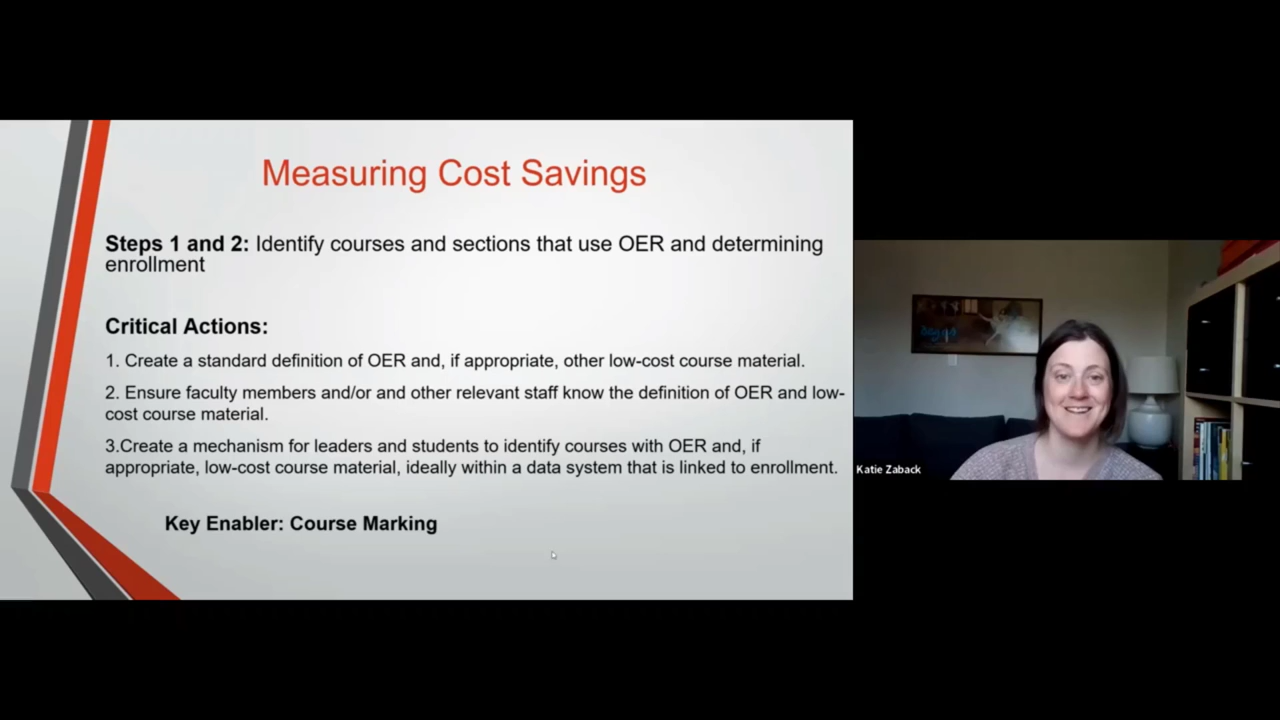 Measuring Cost Savings
Steps 1 and 2: Identify courses and sections that use OER and determining
enrollment
Critical Actions:
1. Create a standard definition of OER and, if appropriate, other low-cost course material.
2. Ensure faculty members and/or and other relevant staff know the definition of OER and low-
cost course material.
3.Create a mechanism for leaders and students to identify courses with OER and, if
appropriate, low-cost course material, ideally within a data system that is linked to enrollment.
Key Enabler: Course Marking
Katie Zaback